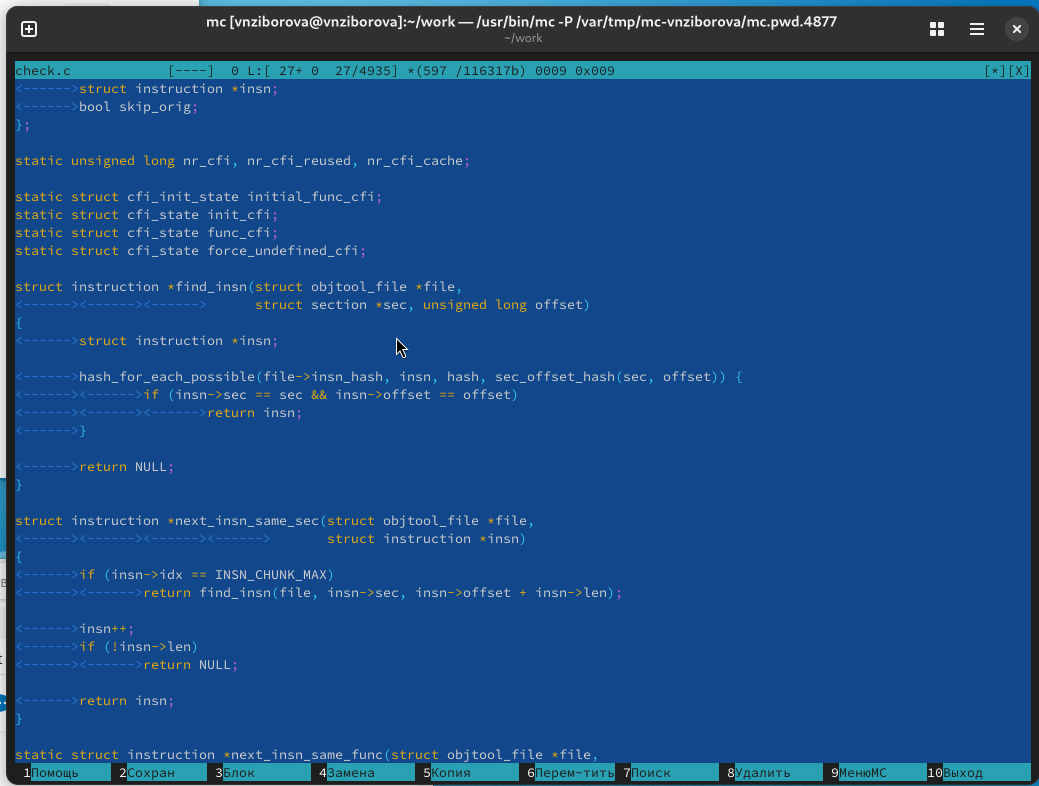 mc [vnziborova@vnziborova]:~/work — /usr/bin/mc -P /var/tmp/mc-vnziborova/mc.pwd.4877
~/work
check.c            [----]  0 L:[ 27+ 0  27/4935] *(597 /116317b) 0009 0x009                                              [*][X]
<------>struct instruction *insn;
<------>bool skip_orig;
};
static unsigned long nr_cfi, nr_cfi_reused, nr_cfi_cache;
static struct cfi_init_state initial_func_cfi;
static struct cfi_state init_cfi;
static struct cfi_state func_cfi;
static struct cfi_state force_undefined_cfi;
struct instruction *find_insn(struct objtool_file *file,
<------><------><------>      struct section *sec, unsigned long offset)
{
<------>struct instruction *insn;
<------>hash_for_each_possible(file->insn_hash, insn, hash, sec_offset_hash(sec, offset)) {
<------><------>if (insn->sec == sec && insn->offset == offset)
<------><------><------>return insn;
<------>}
<------>return NULL;
}
struct instruction *next_insn_same_sec(struct objtool_file *file,
<------><------><------><------>       struct instruction *insn)
{
<------>if (insn->idx == INSN_CHUNK_MAX)
<------><------>return find_insn(file, insn->sec, insn->offset + insn->len);
<------>insn++;
<------>if (!insn->len)
<------><------>return NULL;
<------>return insn;
}
static struct instruction *next_insn_same_func(struct objtool_file *file,
1Помощь 2Сохран 3Блок 4Замена 5Копия 6Перем~тить 7Поиск 8Удалить 9МенюMC 10Выход